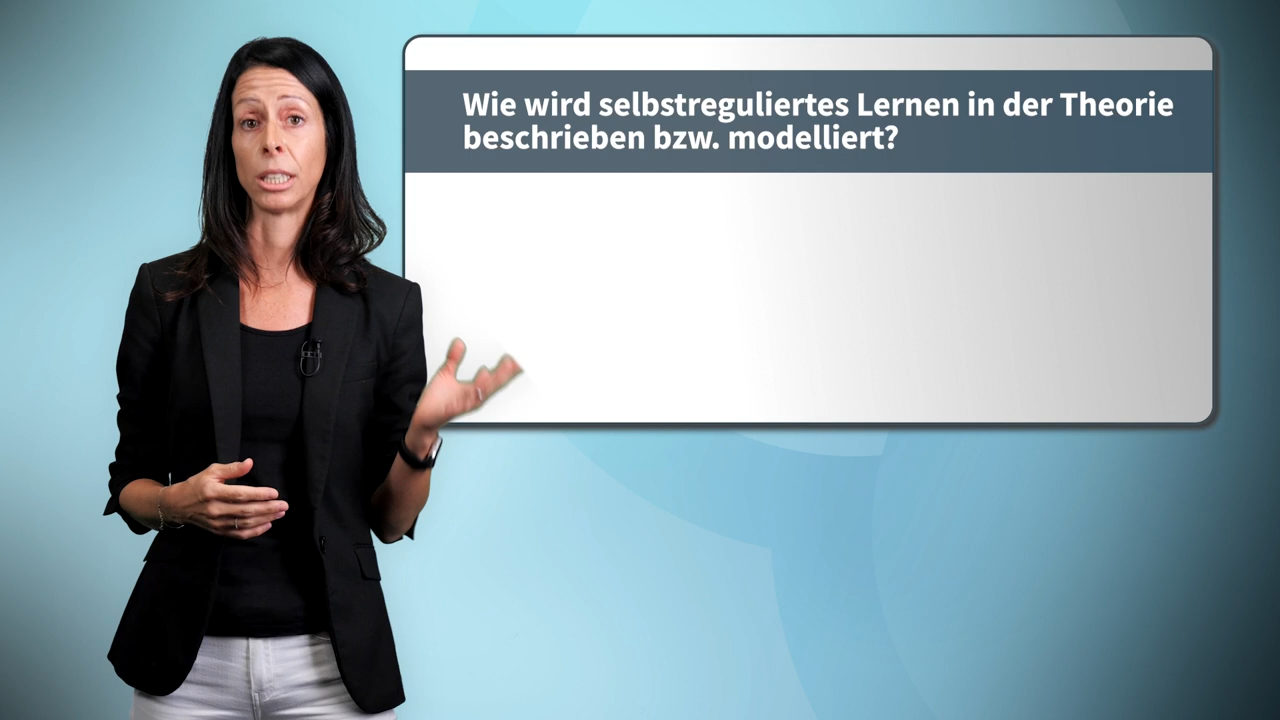 Wie wird selbstreguliertes Lernen in der Theorie
beschrieben bzw. modelliert?